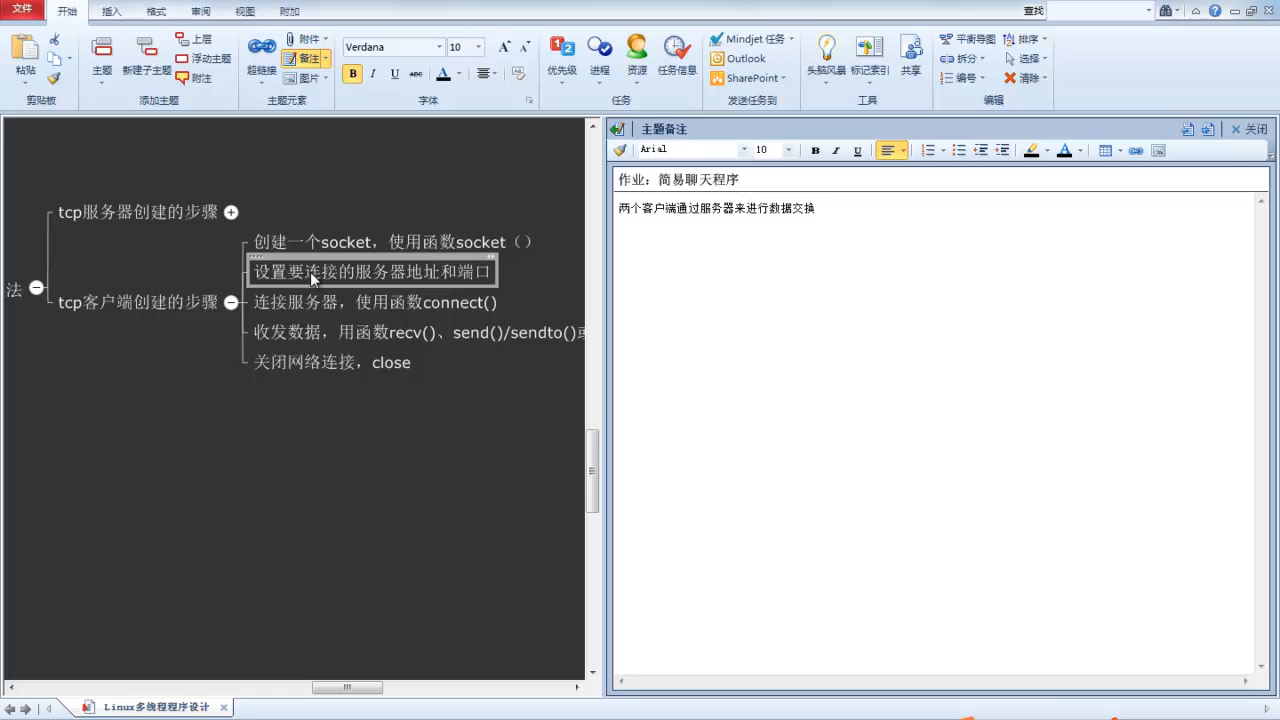 文件 开始 插入 格式 审阅 视图 附加 查找
粘贴
剪贴板
主题 新建子主题 上层 浮动主题 附注
添加主题
超链接 附件 备注 图片
主题元素
Verdana 10
B I U ABC A
字体
优先级 进程 资源 任务信息
任务
Mindjet 任务
Outlook
SharePoint
发送任务到
头脑风暴 标记索引 共享
工具
平衡导图 排序
拆分 选择
编号 清除
编辑
tcp服务器创建的步骤
创建一个socket，使用函数socket（）
设置要连接的服务器地址和端口
法
tcp客户端创建的步骤
连接服务器，使用函数connect()
收发数据，用函数recv()、send()/sendto()或
关闭网络连接，close
主题备注 关闭
Arial 10 B I U A
作业：简易聊天程序
两个客户端通过服务器来进行数据交换
Linux多线程程序设计